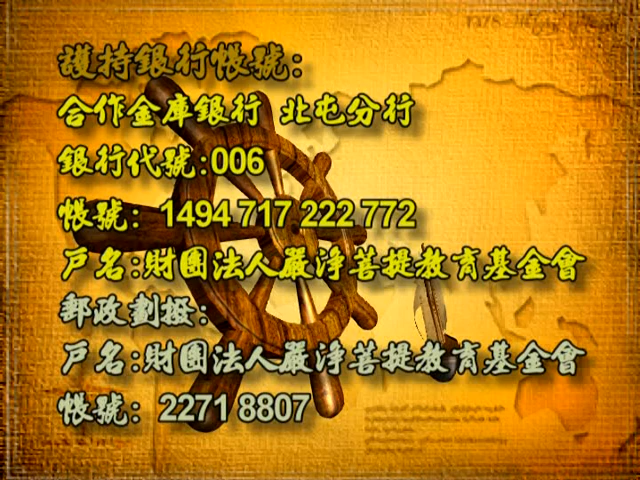 護持銀行帳號:
合作金庫銀行 北屯分行
銀行代號:006
帳號: 1494 717 222 772
戶名:財團法人嚴淨菩提教育基金會
郵政劃撥:
戶名:財團法人嚴淨菩提教育基金會
帳號: 2271 8807